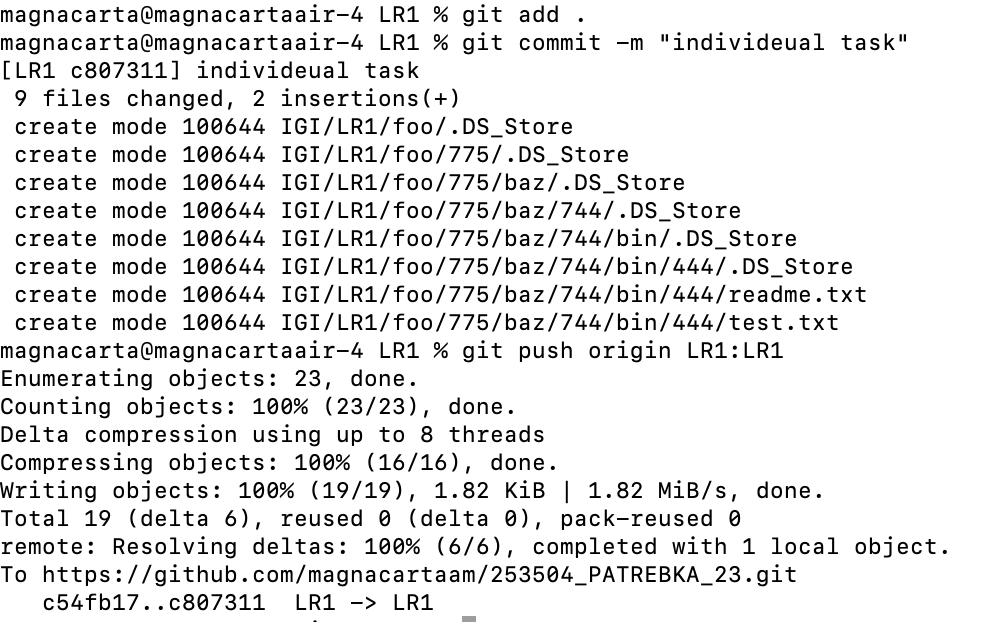 magnacarta@magnacartaair-4 LR1 % git add .
magnacarta@magnacartaair-4 LR1 % git commit -m "individeual task"
[LR1 c807311] individeual task
 9 files changed, 2 insertions(+)
 create mode 100644 IGI/LR1/foo/.DS_Store
 create mode 100644 IGI/LR1/foo/775/.DS_Store
 create mode 100644 IGI/LR1/foo/775/baz/.DS_Store
 create mode 100644 IGI/LR1/foo/775/baz/744/.DS_Store
 create mode 100644 IGI/LR1/foo/775/baz/744/bin/.DS_Store
 create mode 100644 IGI/LR1/foo/775/baz/744/bin/444/.DS_Store
 create mode 100644 IGI/LR1/foo/775/baz/744/bin/444/readme.txt
 create mode 100644 IGI/LR1/foo/775/baz/744/bin/444/test.txt
magnacarta@magnacartaair-4 LR1 % git push origin LR1:LR1
Enumerating objects: 23, done.
Counting objects: 100% (23/23), done.
Delta compression using up to 8 threads
Compressing objects: 100% (16/16), done.
Writing objects: 100% (19/19), 1.82 KiB | 1.82 MiB/s, done.
Total 19 (delta 6), reused 0 (delta 0), pack-reused 0
remote: Resolving deltas: 100% (6/6), completed with 1 local object.
To https://github.com/magnacartaam/253504_PATREBKA_23.git
   c54fb17..c807311  LR1 -> LR1